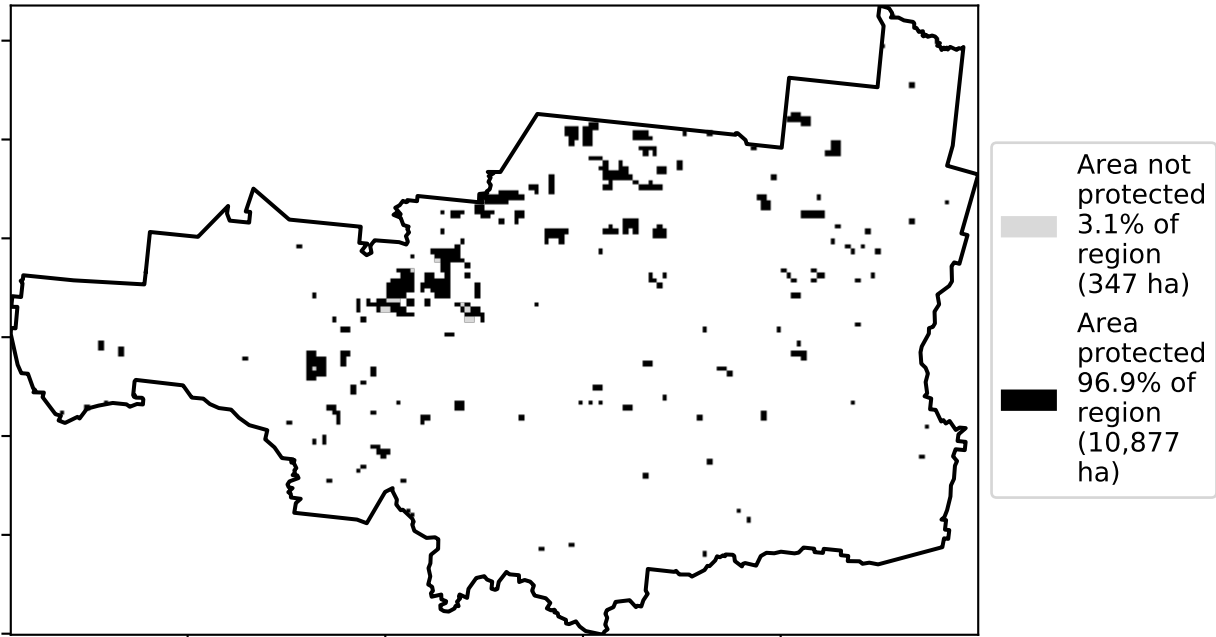 Area not
protected
3.1% of
region
(347 ha)
Area
protected
96.9% of
region
(10,877
ha)